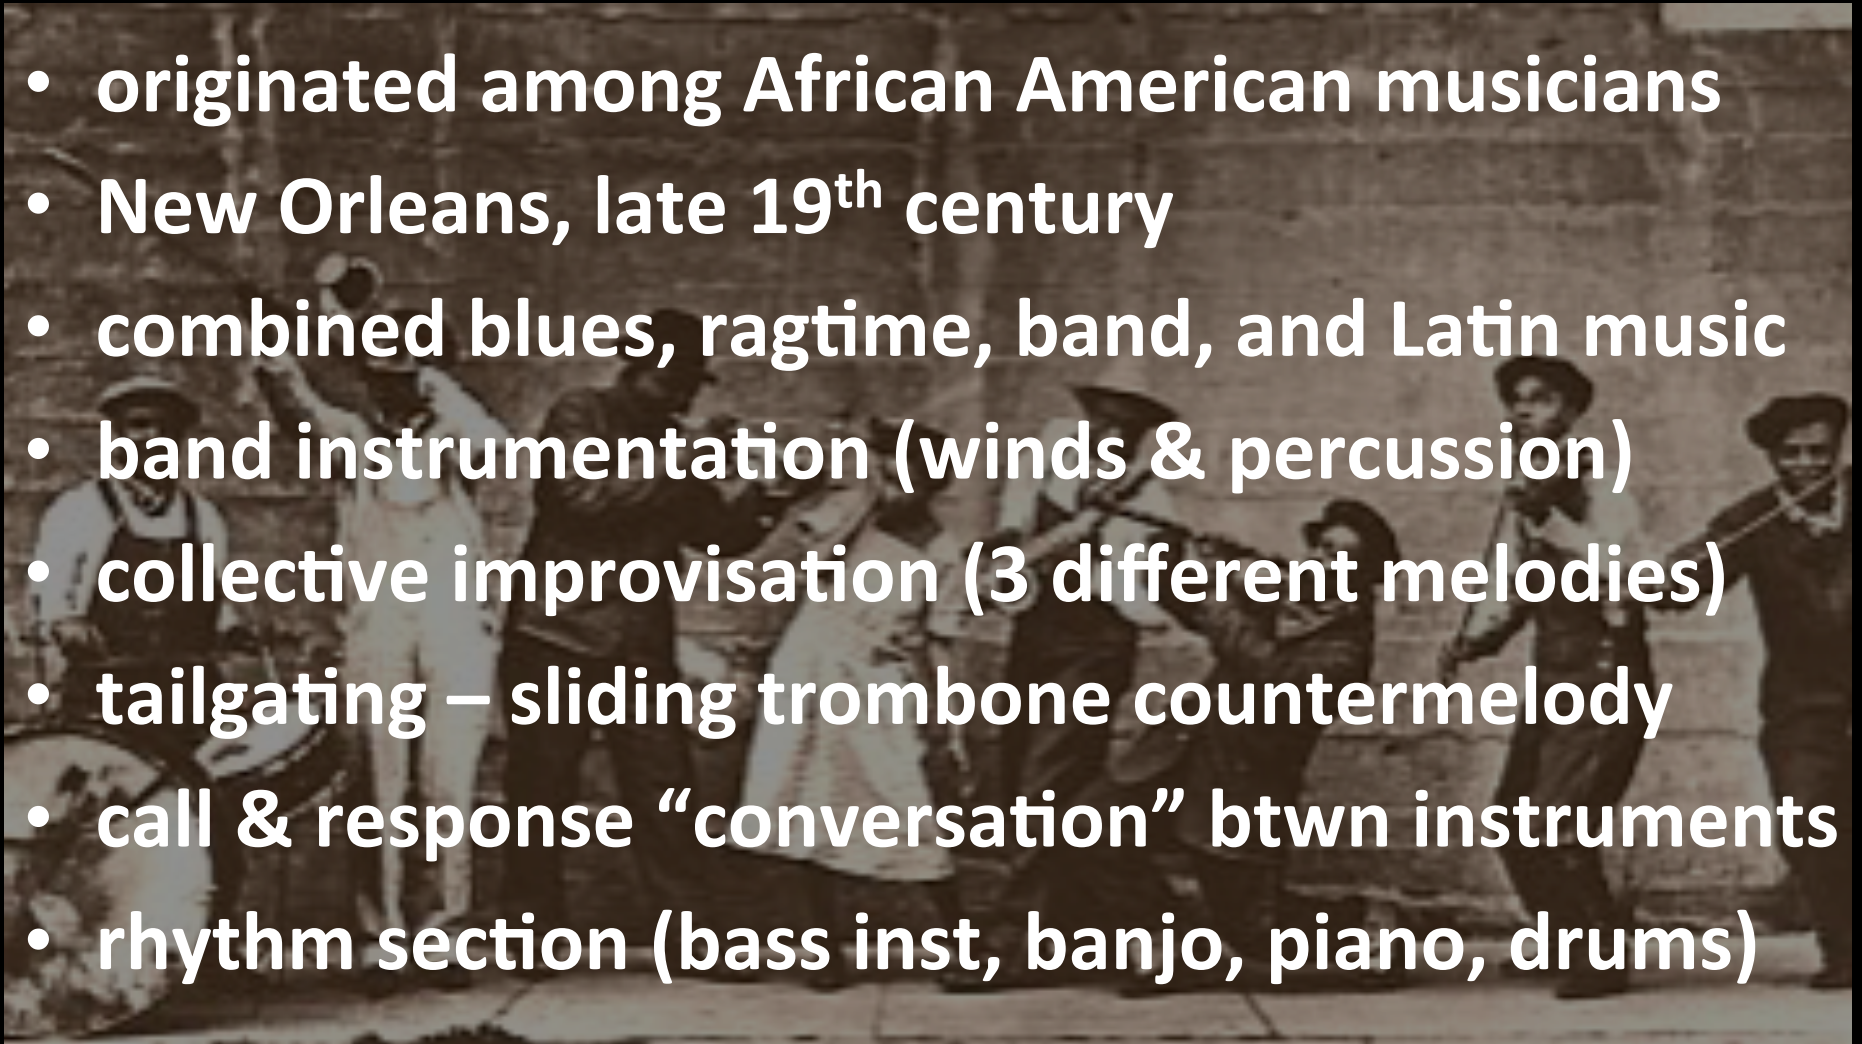 • originated among African American musicians
• New Orleans, late 19th century
• combined blues, ragtime, band, and Latin music
• band instrumentation (winds & percussion)
• collective improvisation (3 different melodies)
• tailgating – sliding trombone countermelody
• call & response “conversation” btwn instruments
• rhythm section (bass inst, banjo, piano, drums)